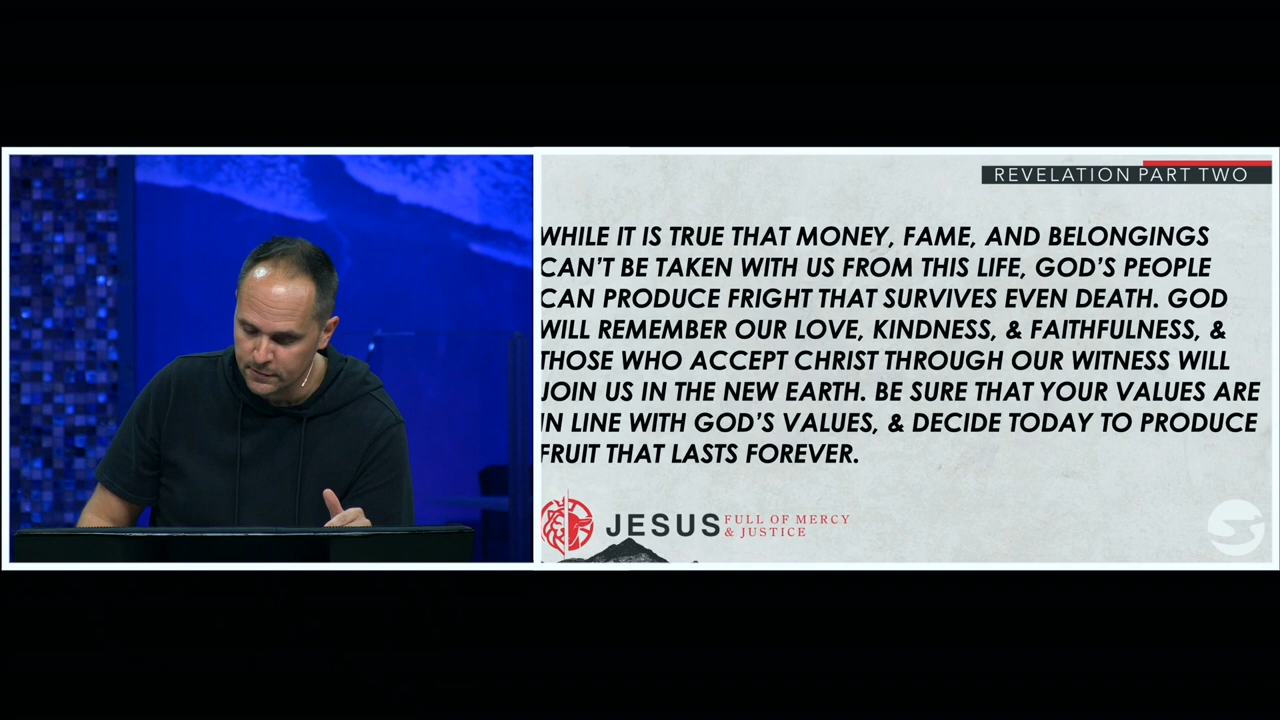 REVELATION PART TWO
WHILE IT IS TRUE THAT MONEY, FAME, AND BELONGINGS
CAN'T BE TAKEN WITH US FROM THIS LIFE, GOD'S PEOPLE
CAN PRODUCE FRIGHT THAT SURVIVES EVEN DEATH. GOD
WILL REMEMBER OUR LOVE, KINDNESS, & FAITHFULNESS, &
THOSE WHO ACCEPT CHRIST THROUGH OUR WITNESS WILL
JOIN US IN THE NEW EARTH. BE SURE THAT YOUR VALUES ARE
IN LINE WITH GOD'S VALUES, & DECIDE TODAY TO PRODUCE
FRUIT THAT LASTS FOREVER.
JESUS FULL OF MERCY
& JUSTICE